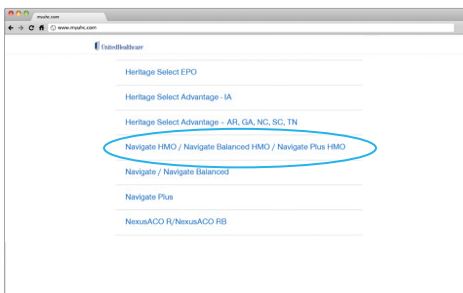 myuhc.com
www.myuhc.com
UnitedHealthcare
Heritage Select EPO
Heritage Select Advantage - IA
Heritage Select Advantage – AR, GA, NC, SC, TN
Navigate HMO / Navigate Balanced HMO / Navigate Plus HMO
Navigate / Navigate Balanced
Navigate Plus
NexusACO R/NexusACO RB